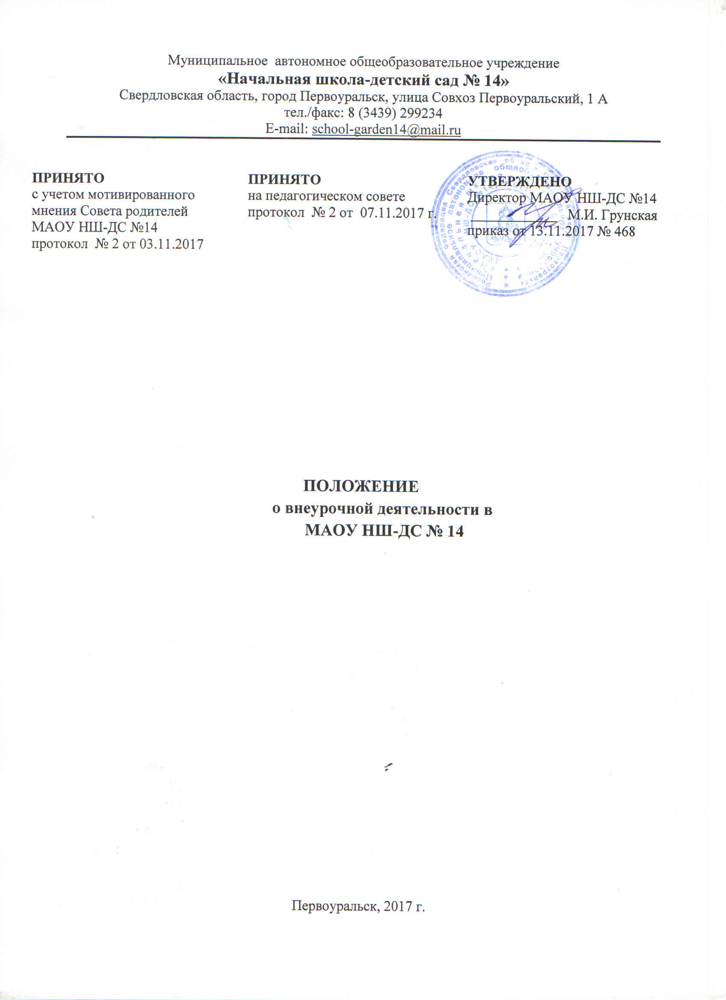 Муниципальное автономное общеобразовательное учреждение
«Начальная школа-детский сад № 14»
Свердловская область, город Первоуральск, улица Совхоз Первоуральский, 1 А
тел./факс: 8 (3439) 299234
E-mail: school-garden14@mail.ru
ПРИНЯТО
с учетом мотивированного
мнения Совета родителей
МАОУ НШ-ДС №14
протокол № 2 от 03.11.2017
ПРИНЯТО
на педагогическом совете
протокол № 2 от 07.11.2017 г.
УТВЕРЖДЕНО
Директор МАОУ НШ-ДС №14
____________ М.И. Грунская
приказ от 13.11.2017 № 468
ПОЛОЖЕНИЕ
о внеурочной деятельности в
МАОУ НШ-ДС № 14
Первоуральск, 2017 г.